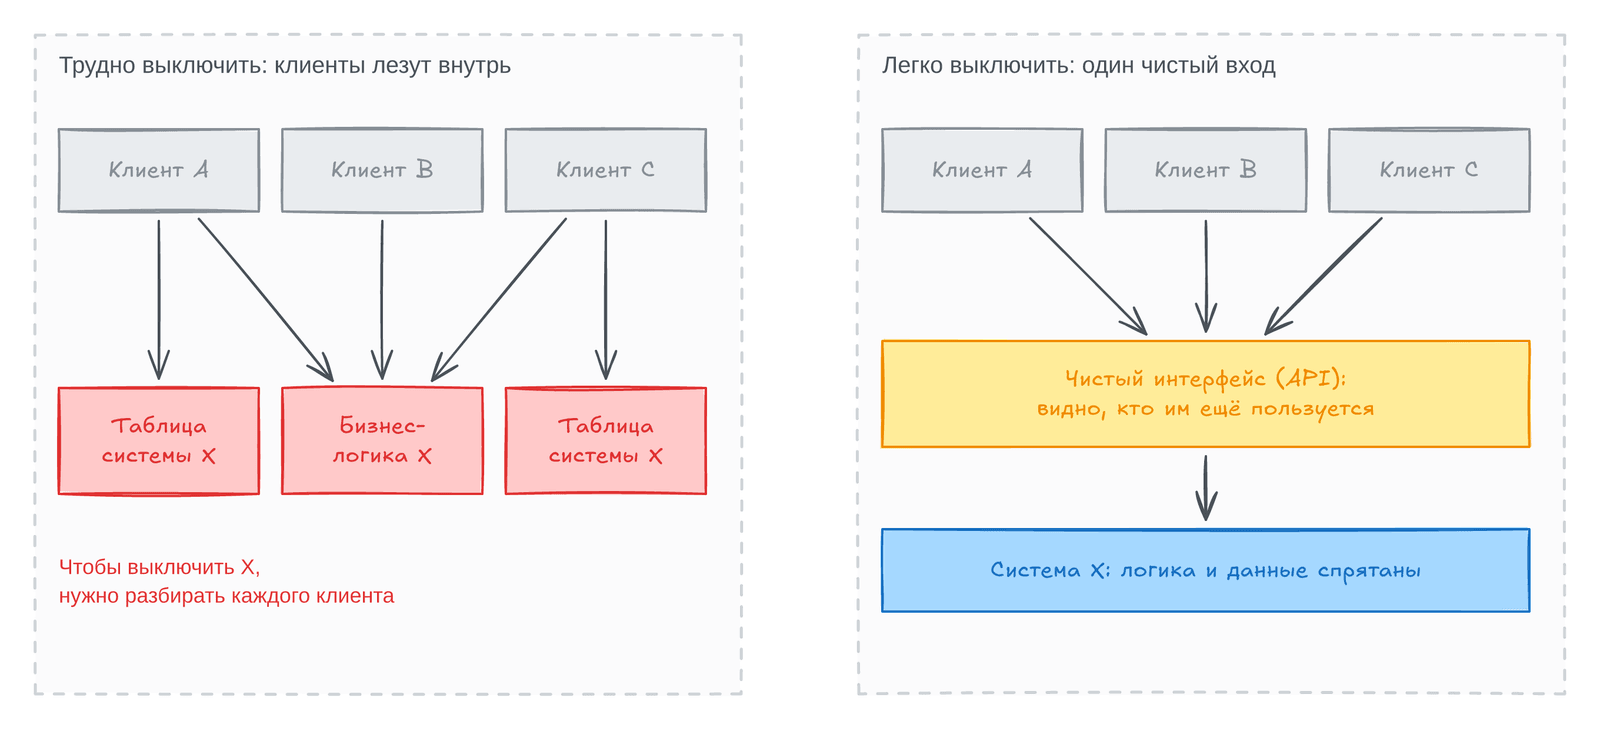 Трудно выключить: клиенты лезут внутрь
Клиент A
Клиент B
Клиент C
Таблица
системы X
Бизнес-
логика X
Таблица
системы X
Чтобы выключить X,
нужно разбирать каждого клиента
Легко выключить: один чистый вход
Клиент A
Клиент B
Клиент C
Чистый интерфейс (API):
видно, кто им ещё пользуется
Система X: логика и данные спрятаны